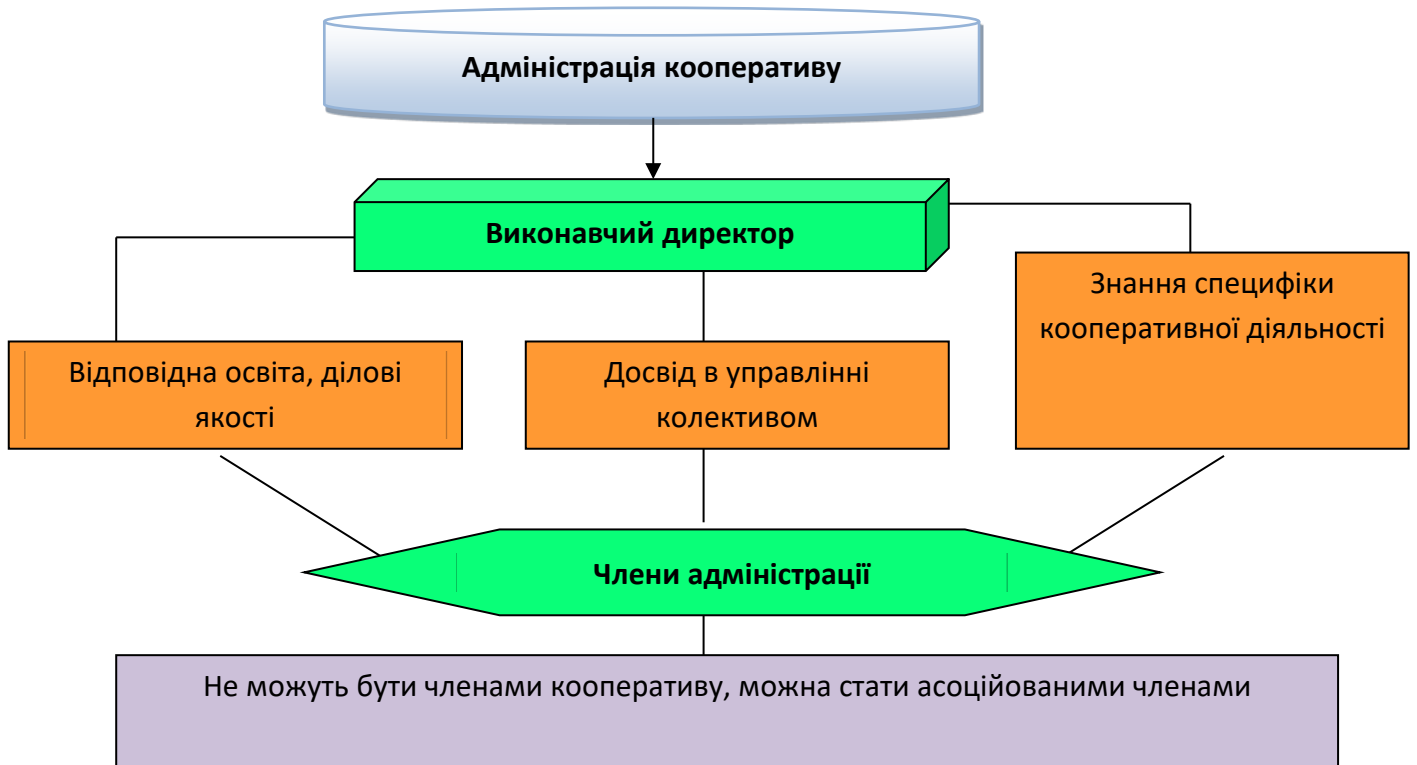 Адміністрація кооперативу
Виконавчий директор
Знання специфіки
кооперативної діяльності
Відповідна освіта, ділові
якості
Досвід в управлінні
колективом
Члени адміністрації
Не можуть бути членами кооперативу, можна стати асоційованими членами